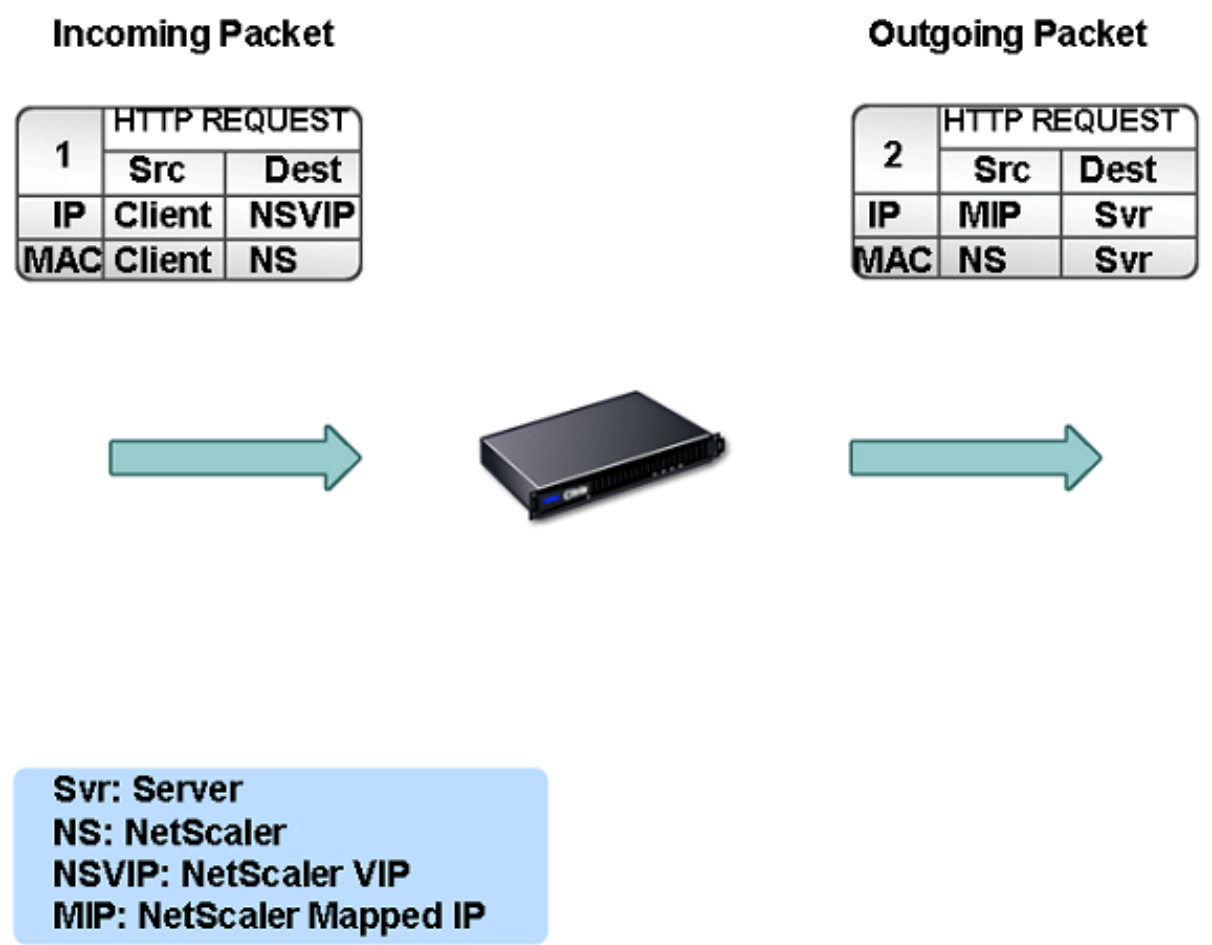 Incoming Packet
Outgoing Packet
1 HTTP REQUEST
Src Dest
IP Client NSVIP
MAC Client NS
2 HTTP REQUEST
Src Dest
IP MIP Svr
MAC NS Svr
Citrix
Svr: Server
NS: NetScaler
NSVIP: NetScaler VIP
MIP: NetScaler Mapped IP